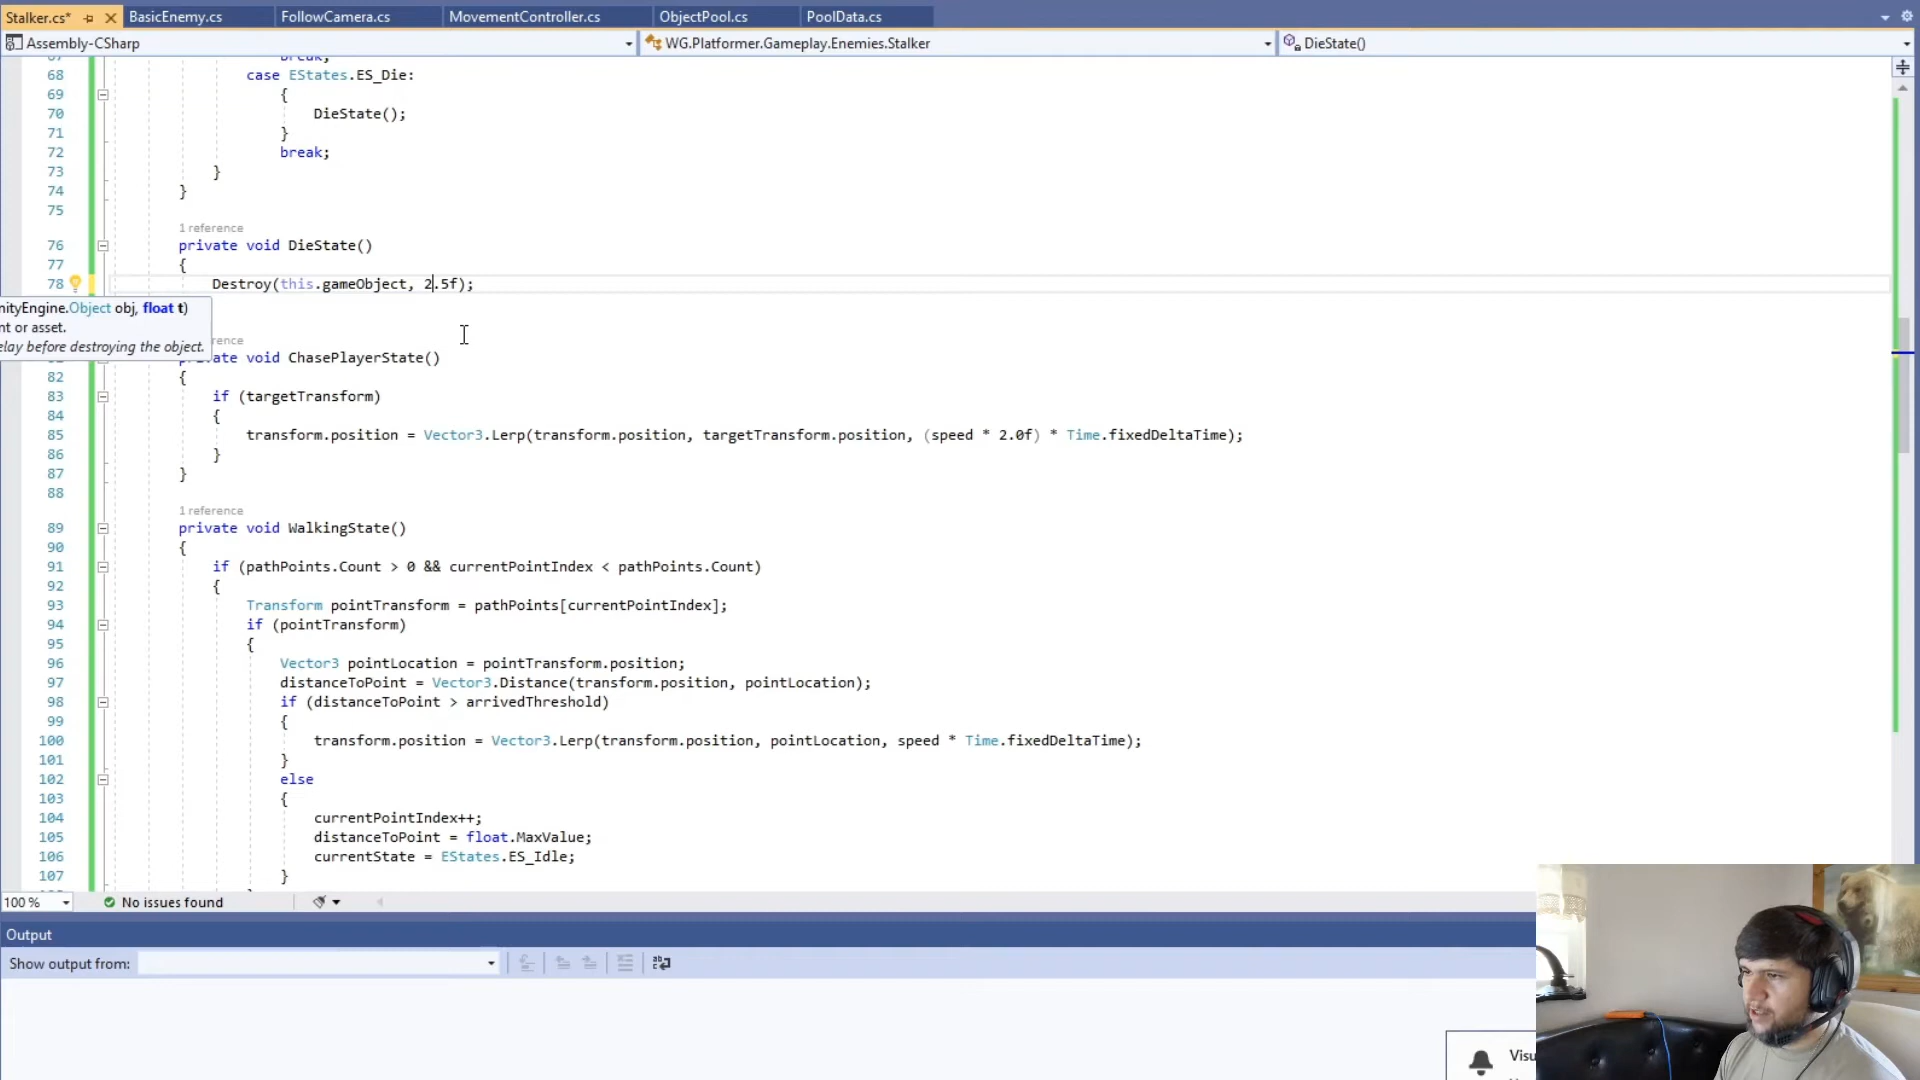 Stalker.cs*
BasicEnemy.cs
FollowCamera.cs
MovementController.cs
ObjectPool.cs
PoolData.cs
Assembly-CSharp
WG.Platformer.Gameplay.Enemies.Stalker
DieState()
68 case EStates.ES_Die:
69 {
70 DieState();
71 }
72 break;
73 }
74 }
75
1 reference
76 private void DieState()
77 {
78 Destroy(this.gameObject, 2.5f);
nityEngine.Object obj, float t)
nt or asset.
elay before destroying the object.
rence
private void ChasePlayerState()
82 {
83 if (targetTransform)
84 {
85 transform.position = Vector3.Lerp(transform.position, targetTransform.position, (speed * 2.0f) * Time.fixedDeltaTime);
86 }
87 }
88
1 reference
89 private void WalkingState()
90 {
91 if (pathPoints.Count > 0 && currentPointIndex < pathPoints.Count)
92 {
93 Transform pointTransform = pathPoints[currentPointIndex];
94 if (pointTransform)
95 {
96 Vector3 pointLocation = pointTransform.position;
97 distanceToPoint = Vector3.Distance(transform.position, pointLocation);
98 if (distanceToPoint > arrivedThreshold)
99 {
100 transform.position = Vector3.Lerp(transform.position, pointLocation, speed * Time.fixedDeltaTime);
101 }
102 else
103 {
104 currentPointIndex++;
105 distanceToPoint = float.MaxValue;
106 currentState = EStates.ES_Idle;
107 }
100 %
No issues found
Output
Show output from:
Visu